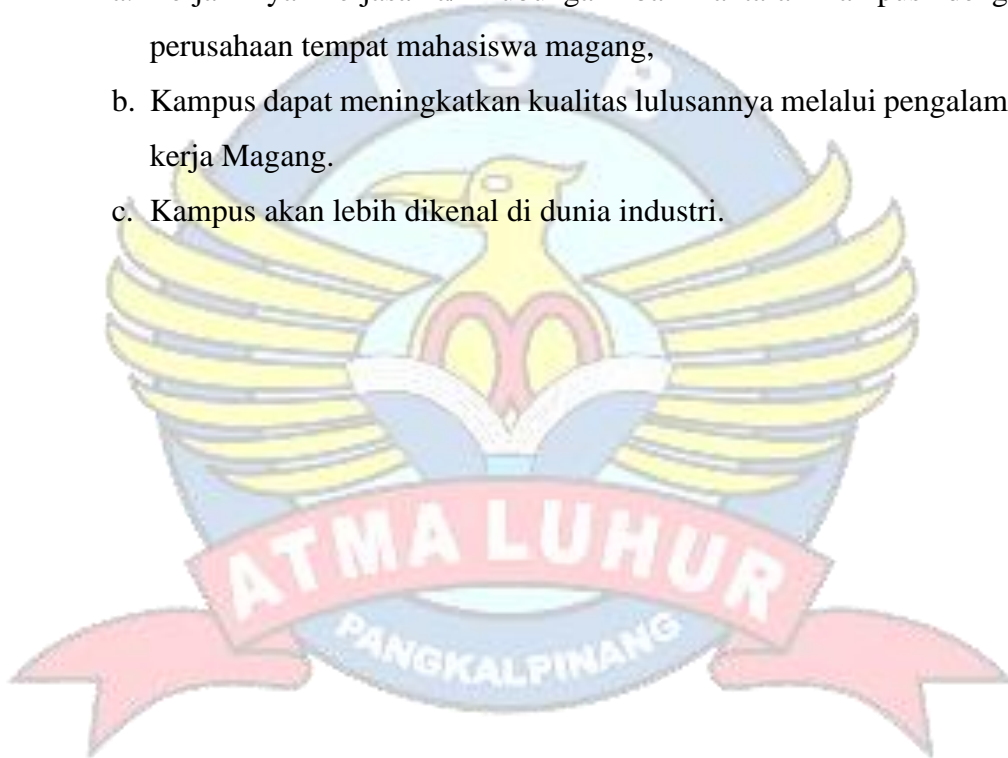 perusahaan tempat mahasiswa magang,
b. Kampus dapat meningkatkan kualitas lulusannya melalui pengalam
kerja Magang.
c. Kampus akan lebih dikenal di dunia industri.
I S B
ATMA LUHUR
PANGKALPINANG